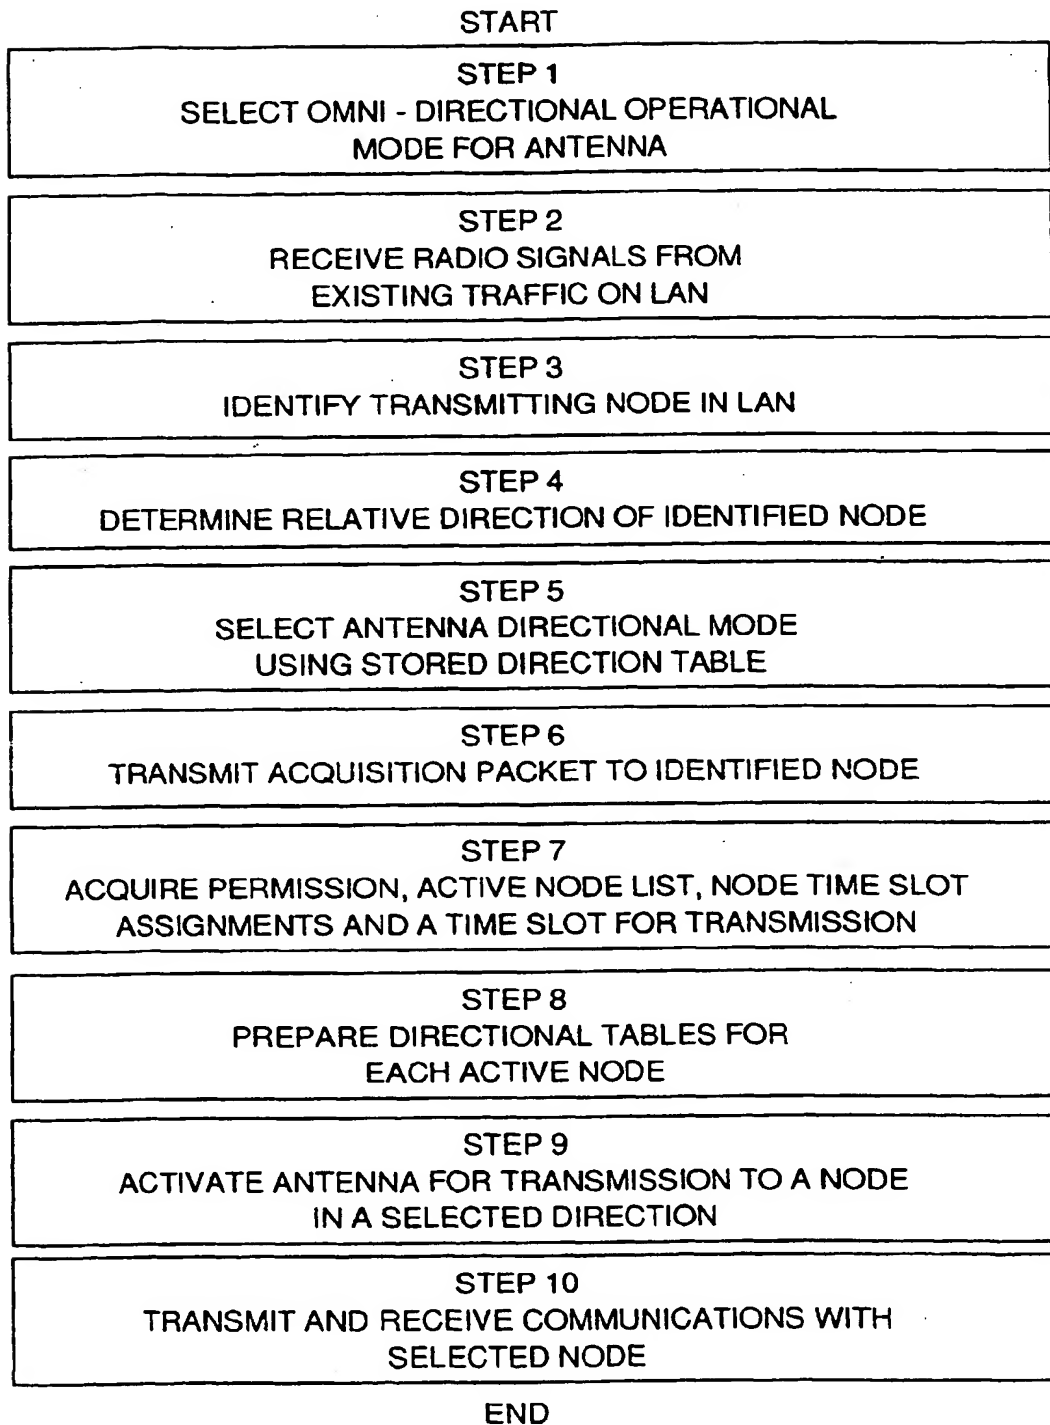 START
STEP 1
SELECT OMNI - DIRECTIONAL OPERATIONAL
MODE FOR ANTENNA
STEP 2
RECEIVE RADIO SIGNALS FROM
EXISTING TRAFFIC ON LAN
STEP 3
IDENTIFY TRANSMITTING NODE IN LAN
STEP 4
DETERMINE RELATIVE DIRECTION OF IDENTIFIED NODE
STEP 5
SELECT ANTENNA DIRECTIONAL MODE
USING STORED DIRECTION TABLE
STEP 6
TRANSMIT ACQUISITION PACKET TO IDENTIFIED NODE
STEP 7
ACQUIRE PERMISSION, ACTIVE NODE LIST, NODE TIME SLOT
ASSIGNMENTS AND A TIME SLOT FOR TRANSMISSION
STEP 8
PREPARE DIRECTIONAL TABLES FOR
EACH ACTIVE NODE
STEP 9
ACTIVATE ANTENNA FOR TRANSMISSION TO A NODE
IN A SELECTED DIRECTION
STEP 10
TRANSMIT AND RECEIVE COMMUNICATIONS WITH
SELECTED NODE
END